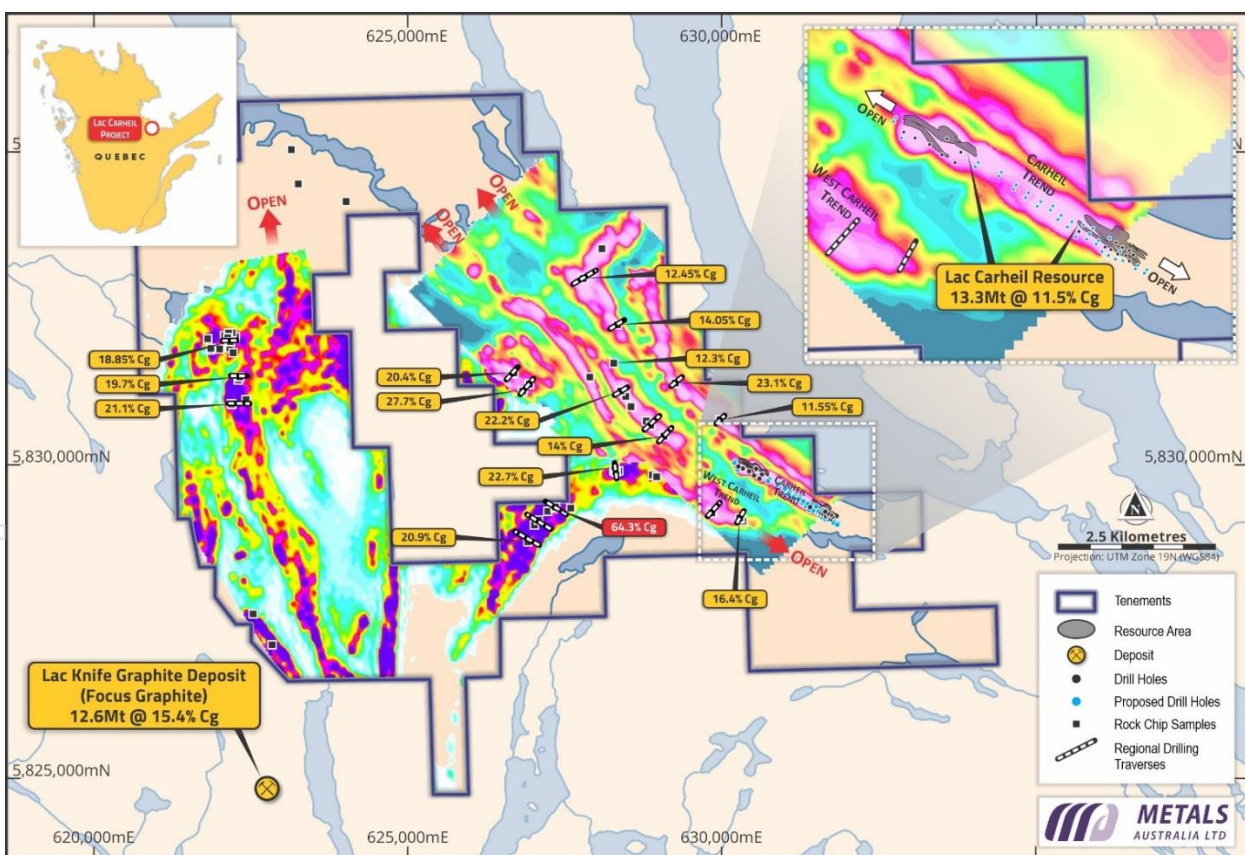 625,000mE
630,000mE
LAC CARHEIL
PROJECT
QUEBEC
OPEN
OPEN
OPEN
OPEN
CARHEIL
TREND
WEST CARHEIL
TREND
Lac Carheil Resource
13.3Mt @ 11.5% Cg
OPEN
12.45% Cg
14.05% Cg
12.3% Cg
23.1% Cg
11.55% Cg
18.85% Cg
19.7% Cg
21.1% Cg
20.4% Cg
27.7% Cg
22.2% Cg
14% Cg
22.7% Cg
64.3% Cg
20.9% Cg
16.4% Cg
WEST CARHEIL
TREND
CARHEIL
TREND
OPEN
5,830,000mN
5,830,000mN
N
2.5 Kilometres
Projection: UTM Zone 19N (WGS84)
Tenements
Resource Area
Deposit
Drill Holes
Proposed Drill Holes
Rock Chip Samples
Regional Drilling
Traverses
Lac Knife Graphite Deposit
(Focus Graphite)
12.6Mt @ 15.4% Cg
5,825,000mN
620,000mE
625,000mE
630,000mE
METALS
AUSTRALIA LTD